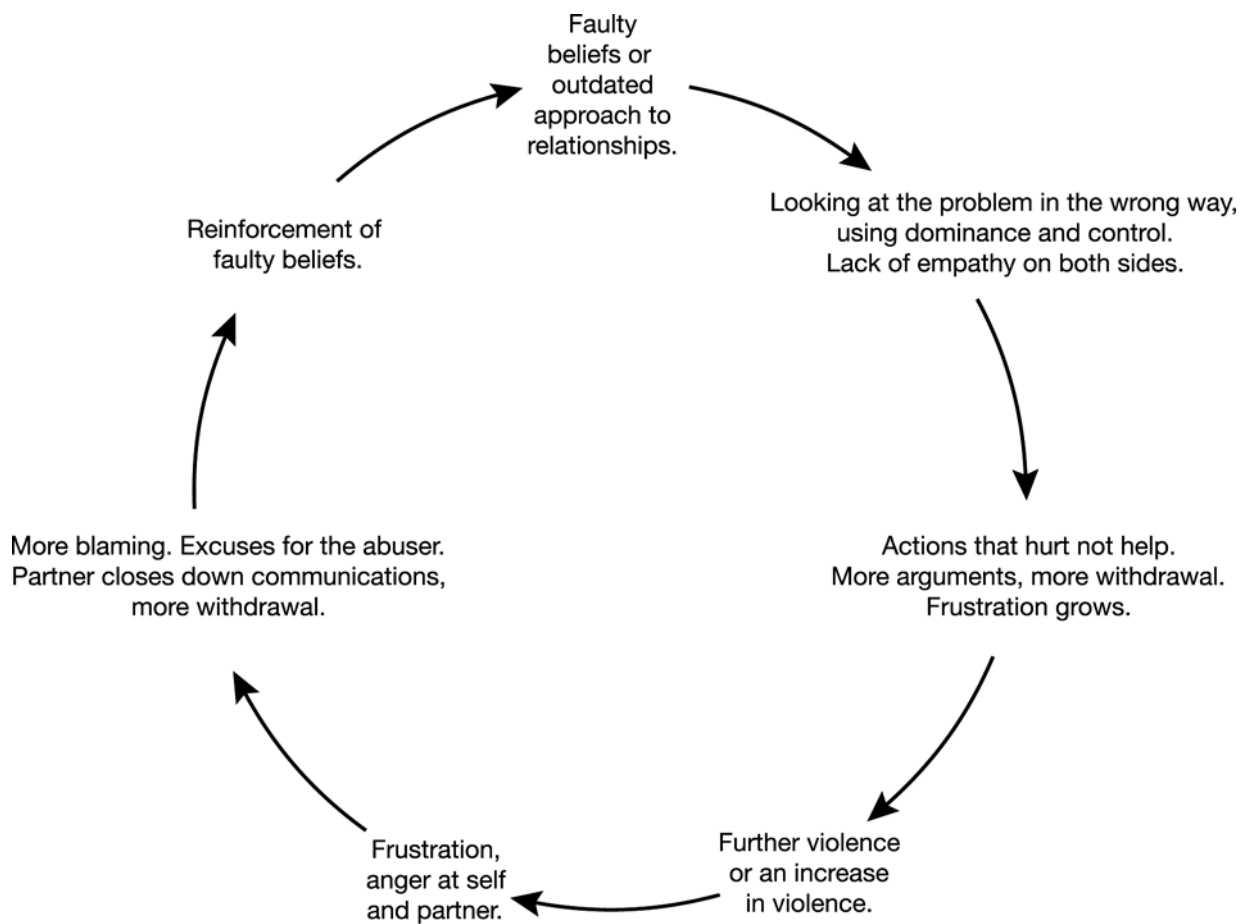 Faulty
beliefs or
outdated
approach to
relationships.
Looking at the problem in the wrong way,
using dominance and control.
Lack of empathy on both sides.
Actions that hurt not help.
More arguments, more withdrawal.
Frustration grows.
Further violence
or an increase
in violence.
Frustration,
anger at self
and partner.
More blaming. Excuses for the abuser.
Partner closes down communications,
more withdrawal.
Reinforcement of
faulty beliefs.